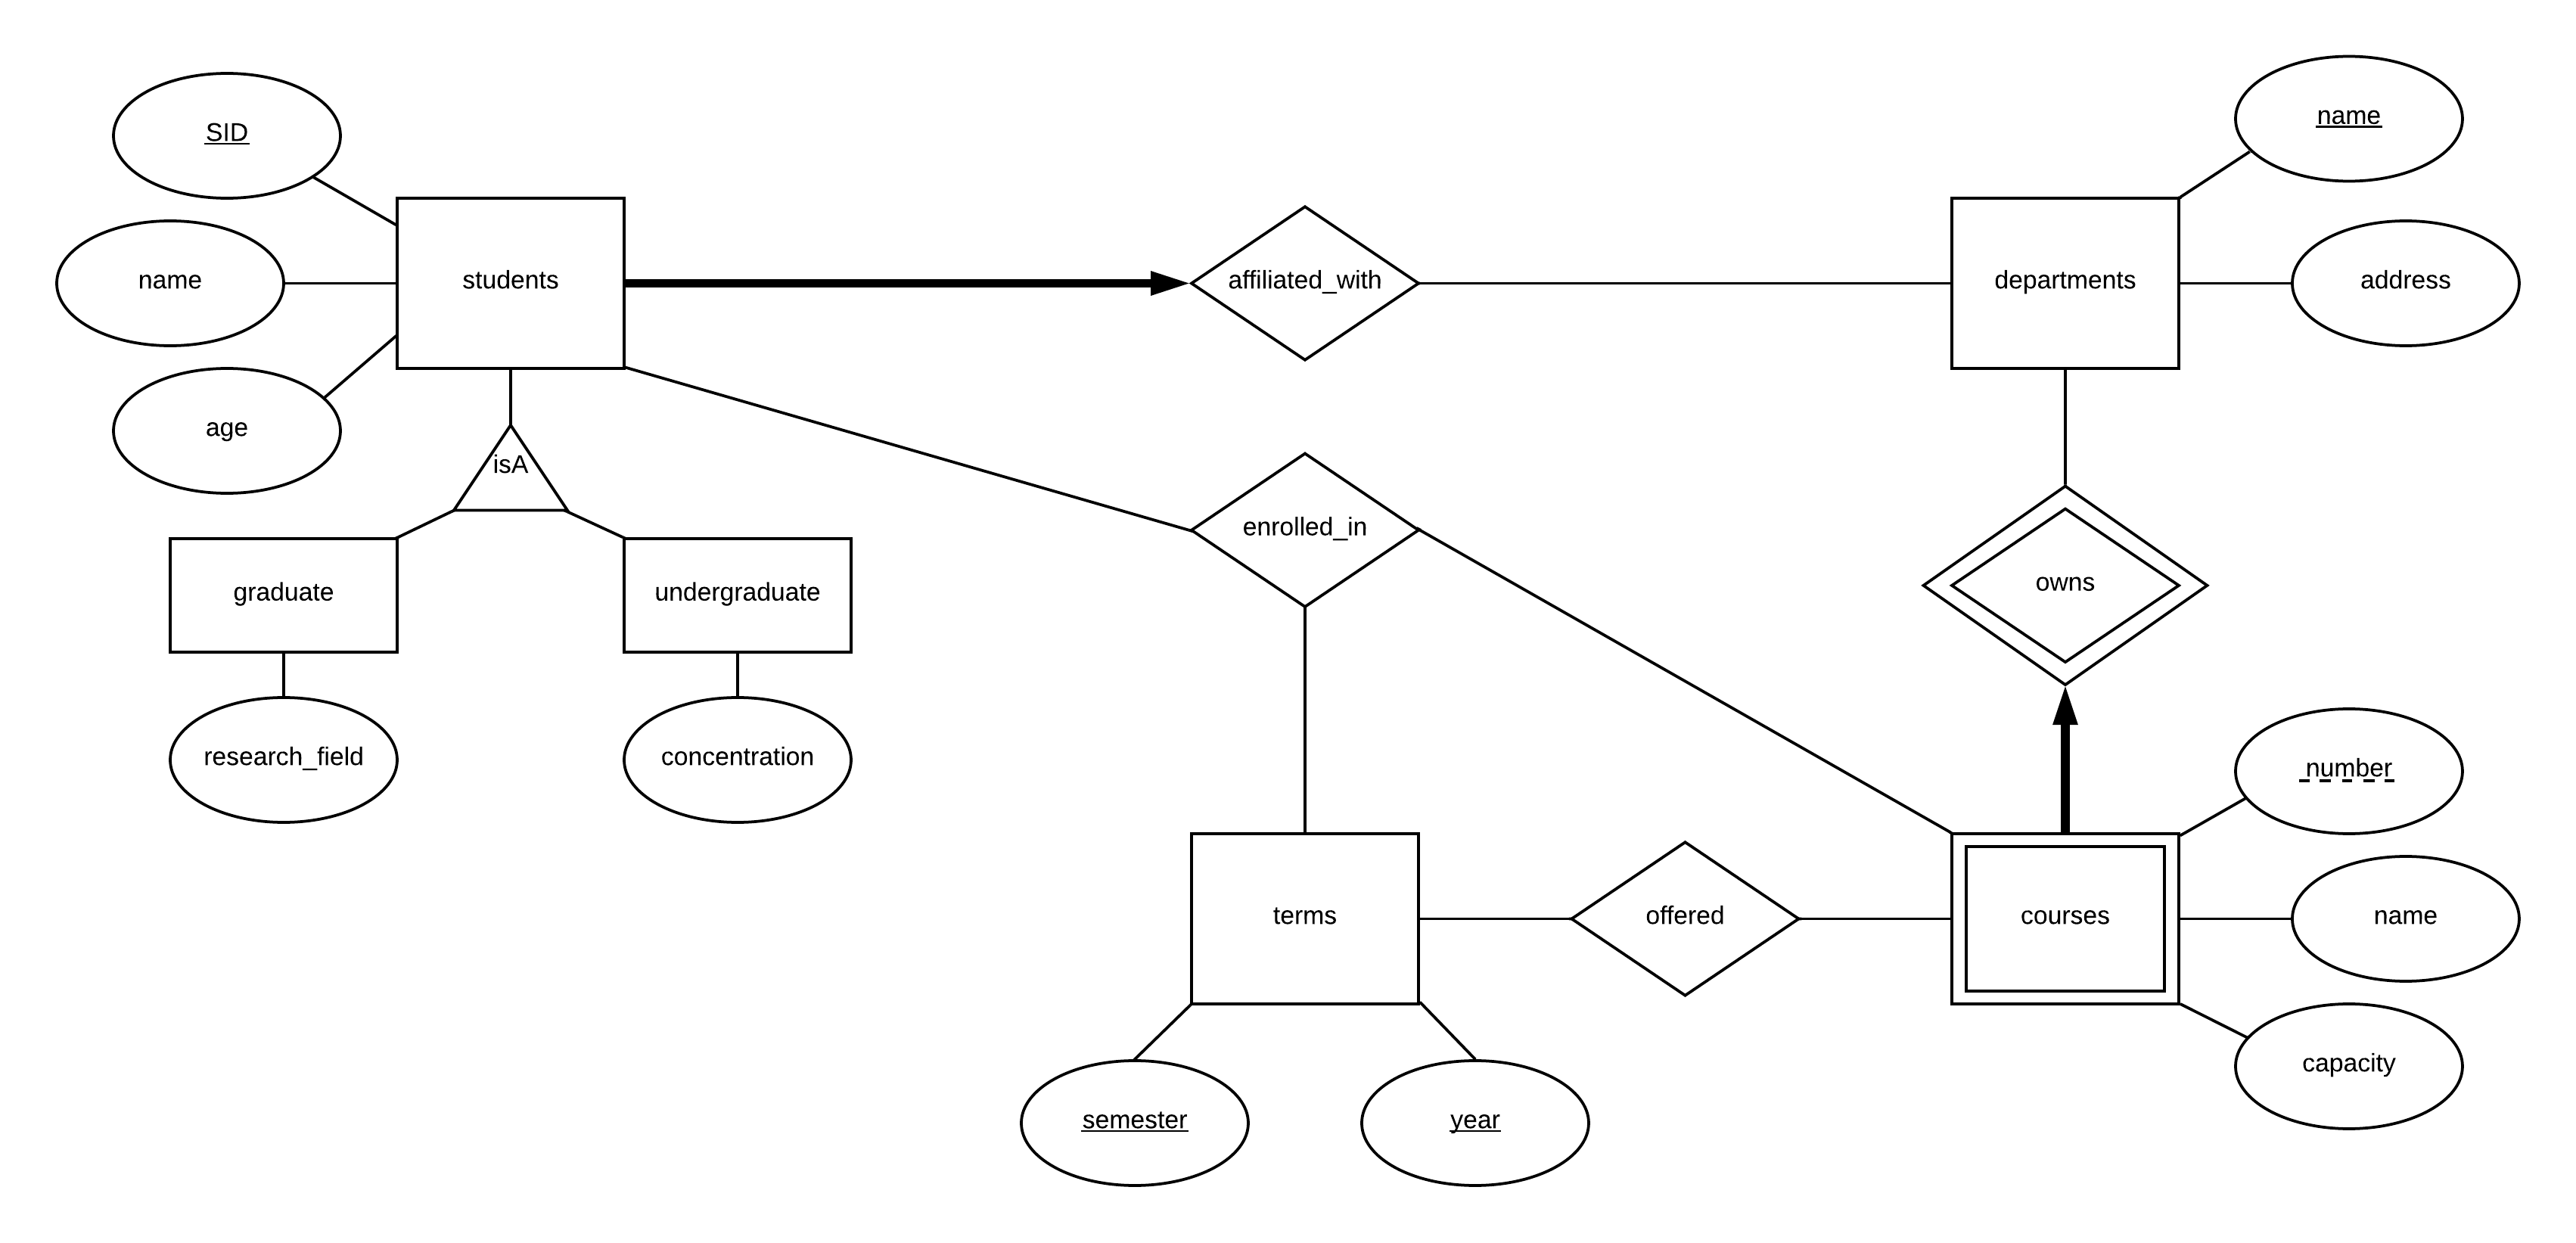 SID
name
age
students
isA
graduate
undergraduate
research_field
concentration
affiliated_with
enrolled_in
departments
name
address
owns
terms
offered
courses
number
name
capacity
semester
year